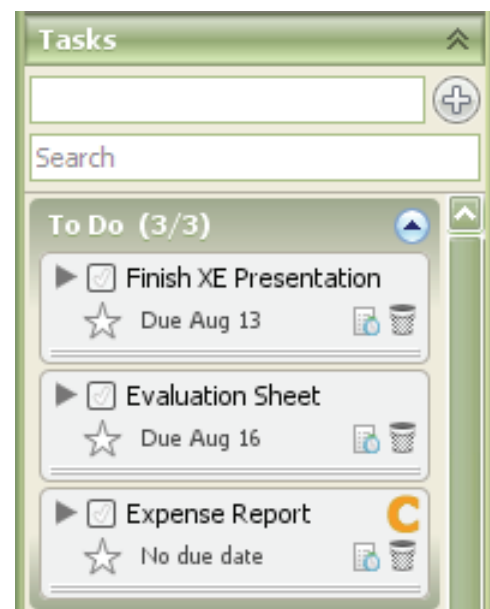 Tasks
Search
To Do (3/3)
Finish XE Presentation
Due Aug 13
Evaluation Sheet
Due Aug 16
Expense Report C
No due date